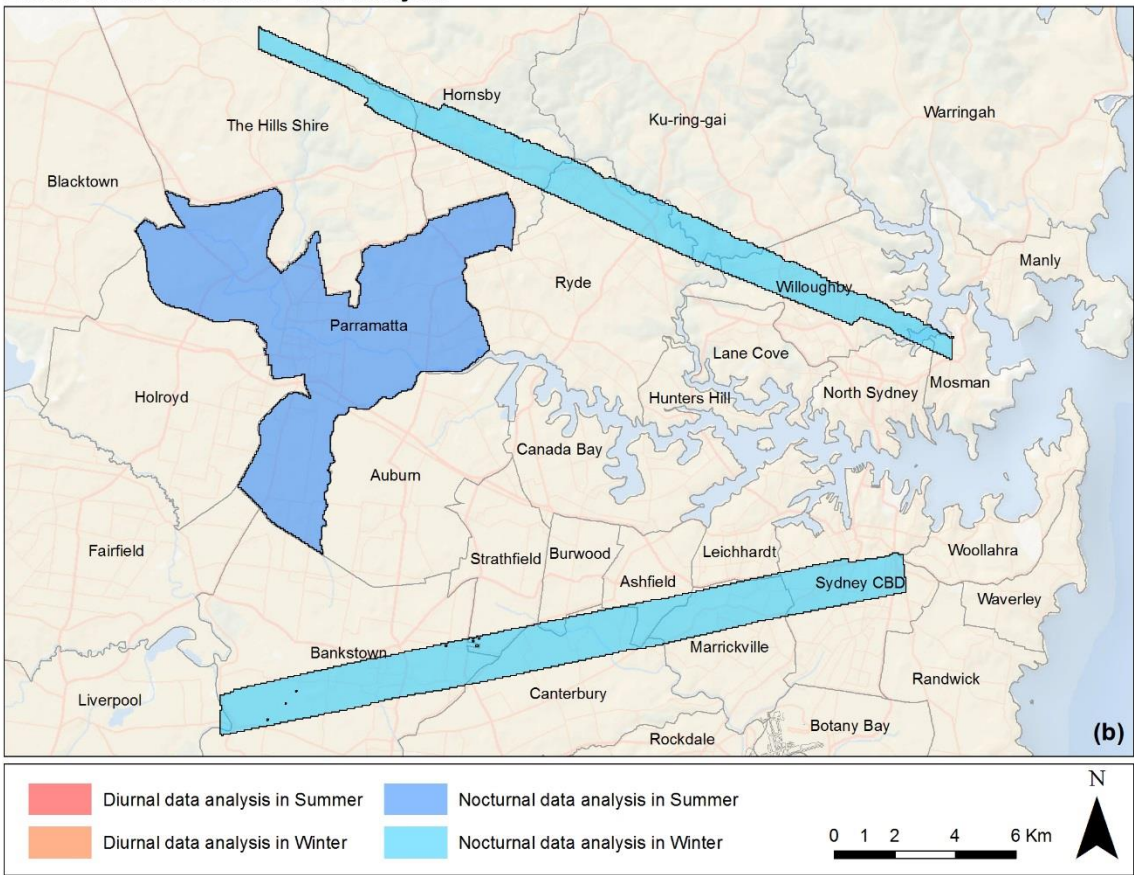 Hornsby
Ku-ring-gai
Warringah
The Hills Shire
Blacktown
Manly
Ryde
Willoughby
Parramatta
Lane Cove
Mosman
Holroyd
Hunters Hill
North Sydney
Canada Bay
Auburn
Fairfield
Strathfield
Burwood
Leichhardt
Woollahra
Ashfield
Sydney CBD
Waverley
Bankstown
Marrickville
Randwick
Liverpool
Canterbury
Botany Bay
Rockdale
(b)
Diurnal data analysis in Summer
Nocturnal data analysis in Summer
Diurnal data analysis in Winter
Nocturnal data analysis in Winter
N
0 1 2 4 6 Km